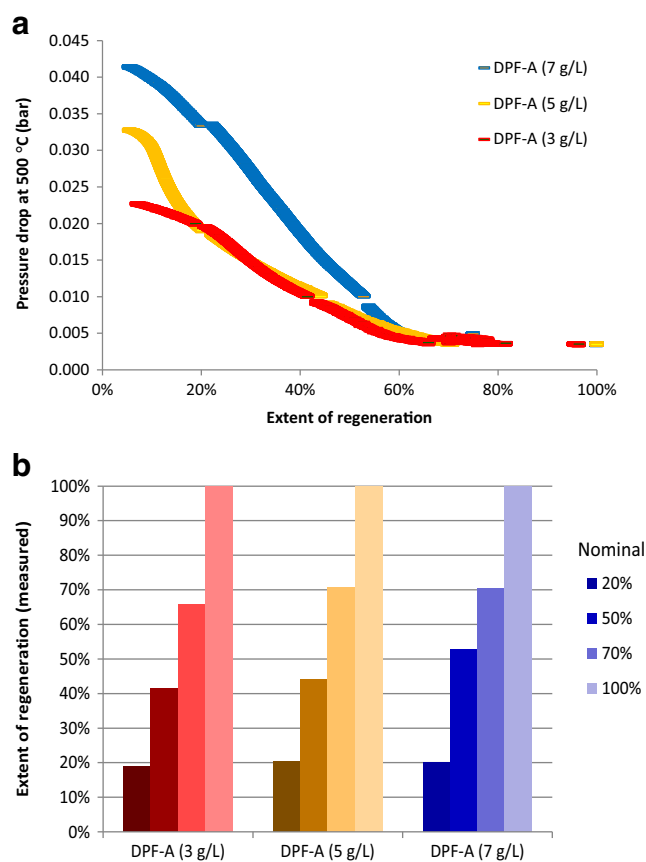 a
Pressure drop at 500 °C (bar)
0.045
0.040
0.035
0.030
0.025
0.020
0.015
0.010
0.005
0.000
0%
20%
40%
60%
80%
100%
Extent of regeneration
DPF-A (7 g/L)
DPF-A (5 g/L)
DPF-A (3 g/L)
b
Extent of regeneration (measured)
100%
90%
80%
70%
60%
50%
40%
30%
20%
10%
0%
DPF-A (3 g/L)
DPF-A (5 g/L)
DPF-A (7 g/L)
Nominal
20%
50%
70%
100%